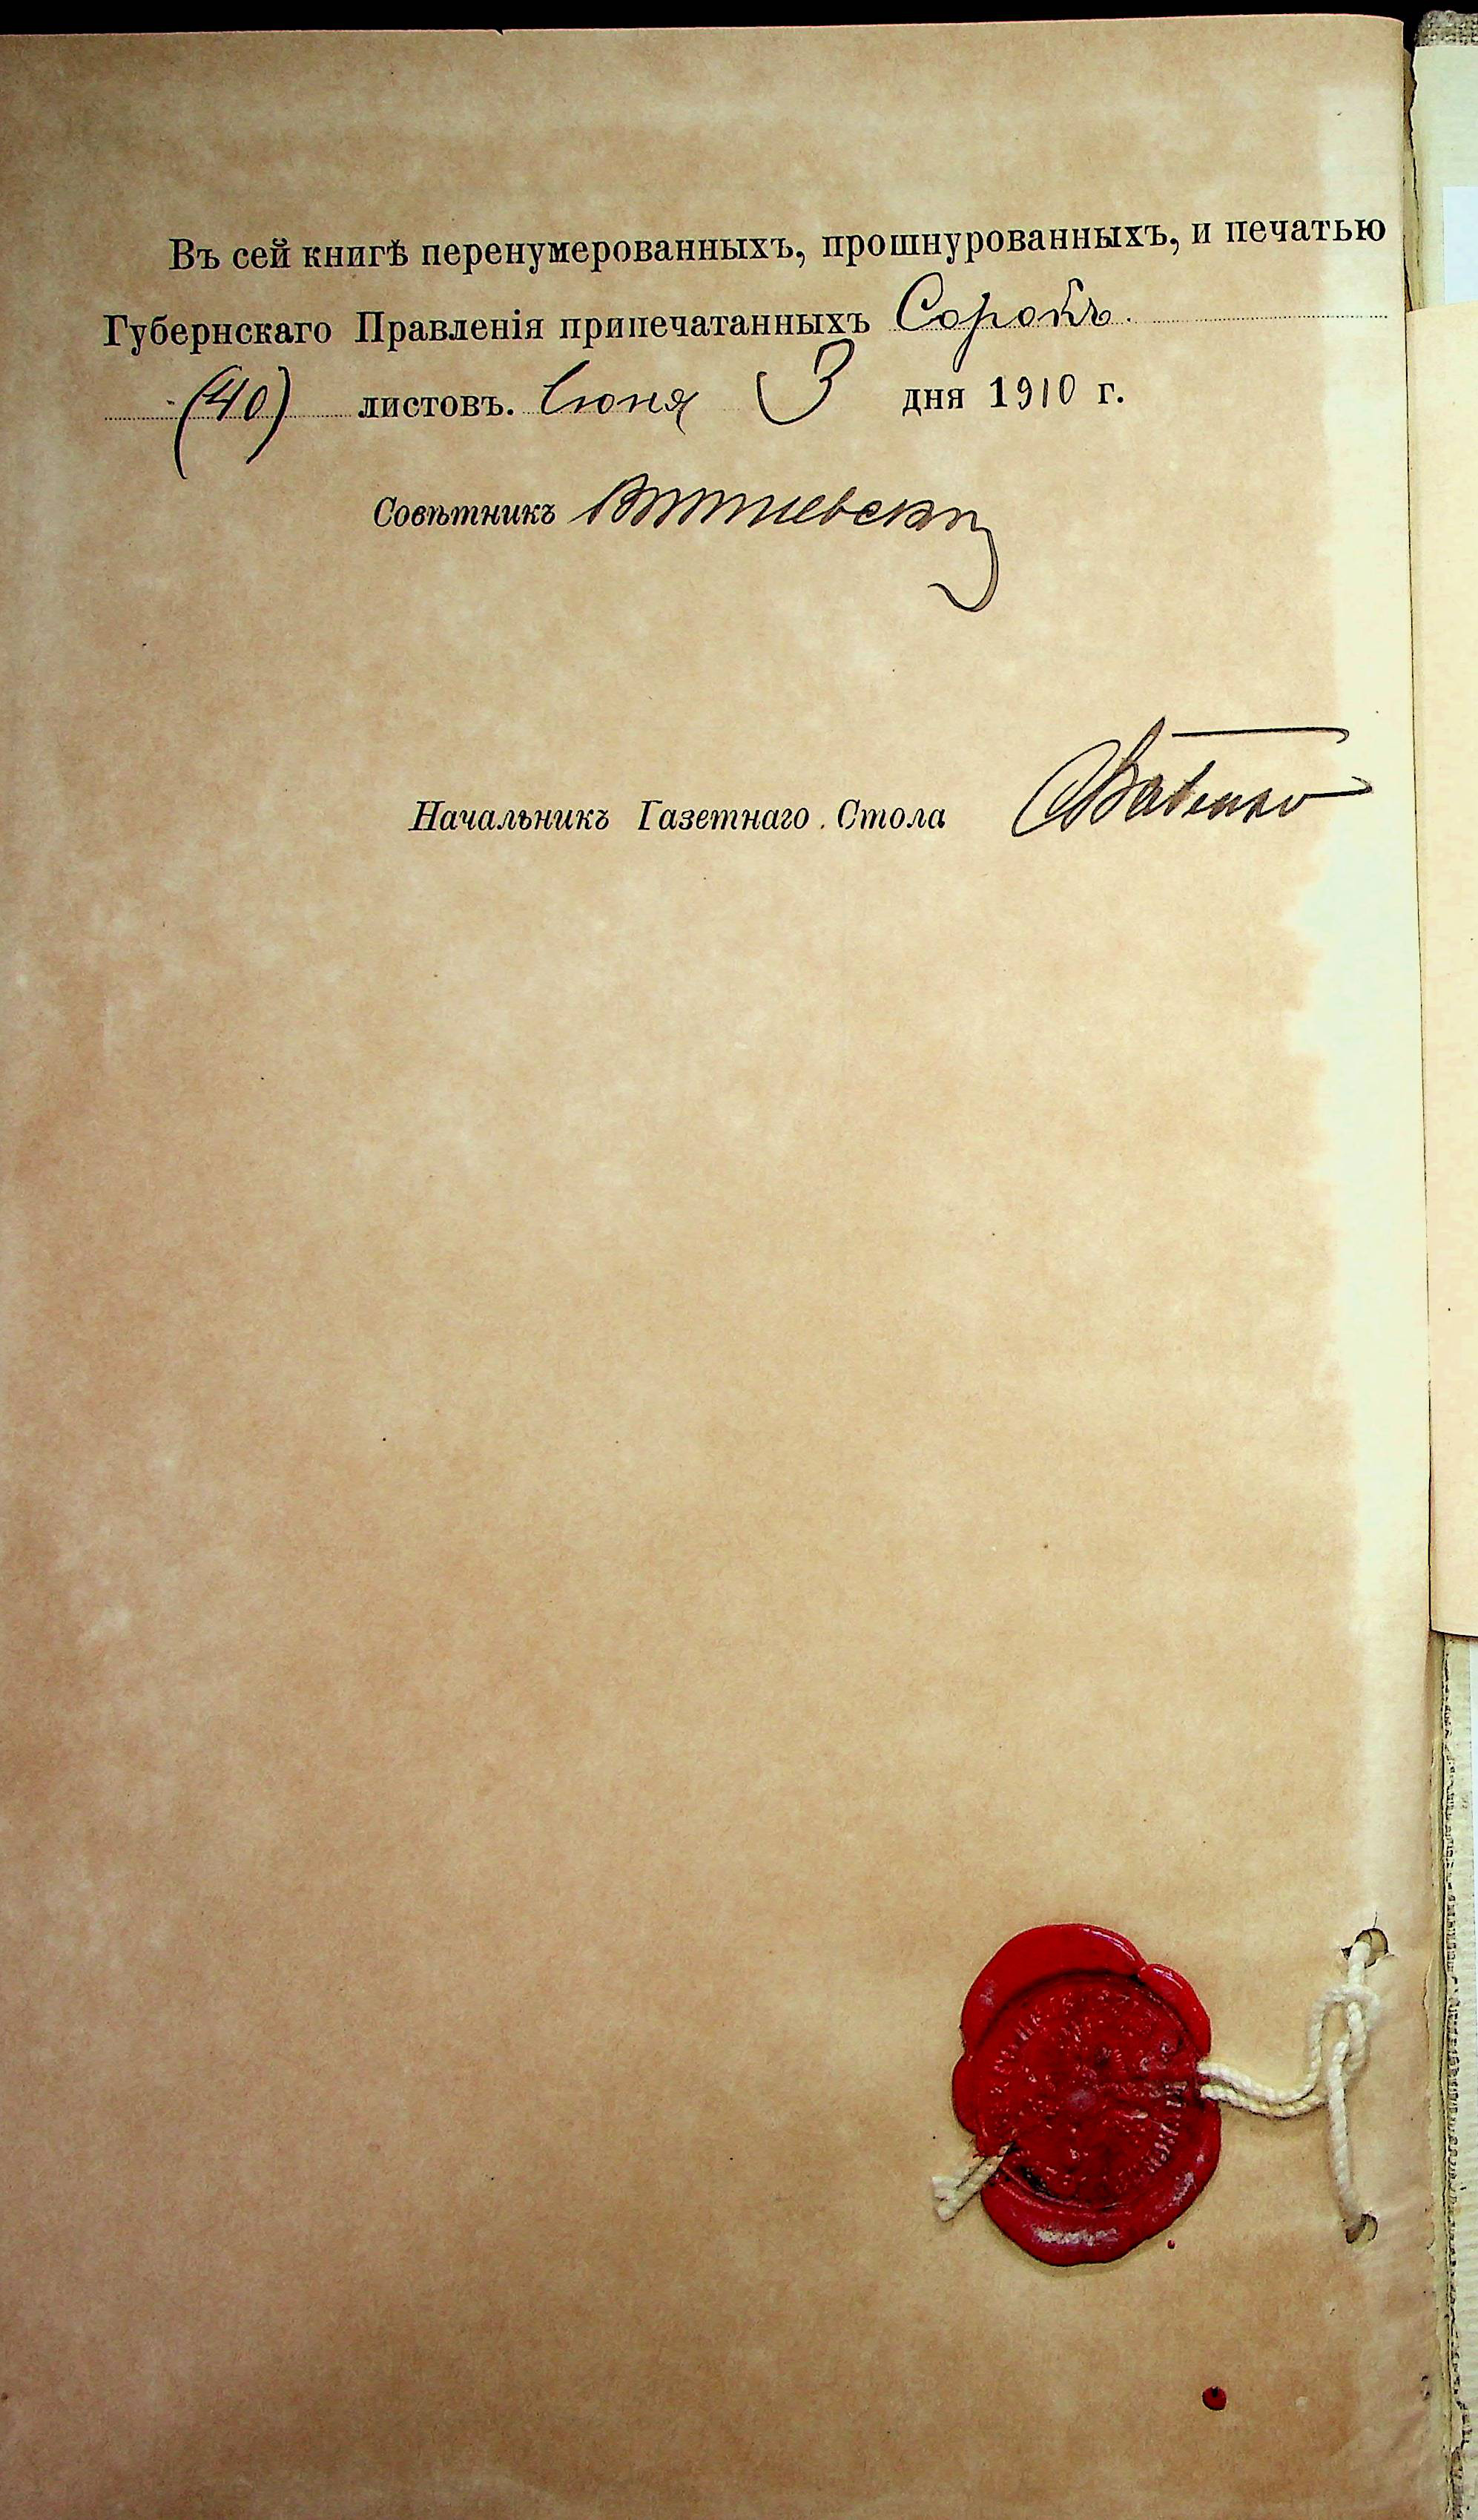 Въ сей книгѣ перенумерованныхъ, прошнурованныхъ, и печатью
Губернскаго Правленія припечатанныхъ Сорокъ.
(40) листовъ. Іюня 3 дня 1910 г.
Совѣтникъ
Начальникъ Газетнаго Стола